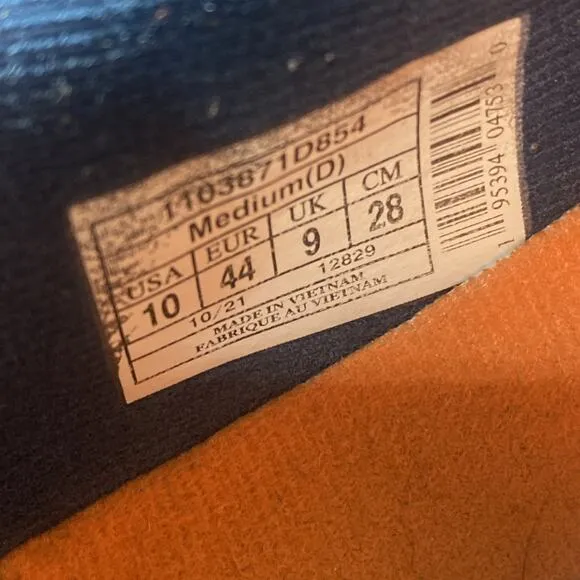 1103871D854
Medium(D)
USA EUR UK CM
10 44 9 28
10/21 12829
MADE IN VIETNAM
FABRIQUE AU VIETNAM
1 95394 04753 0